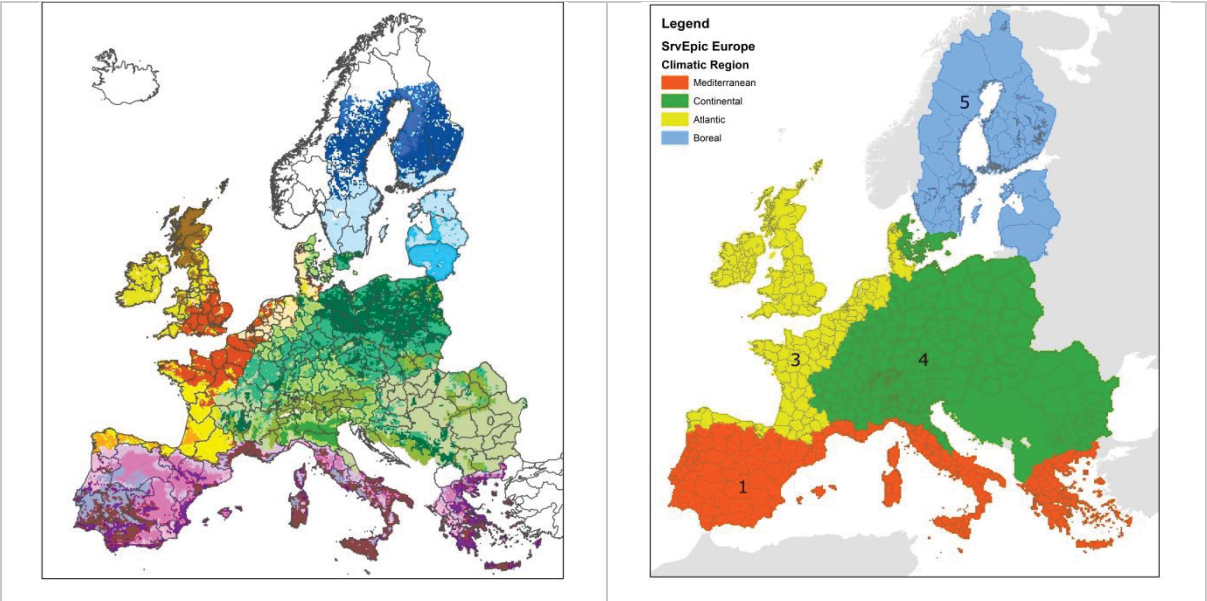 Legend
SrvEpic Europe
Climatic Region
Mediterranean
Continental
Atlantic
Boreal
5
3
4
1